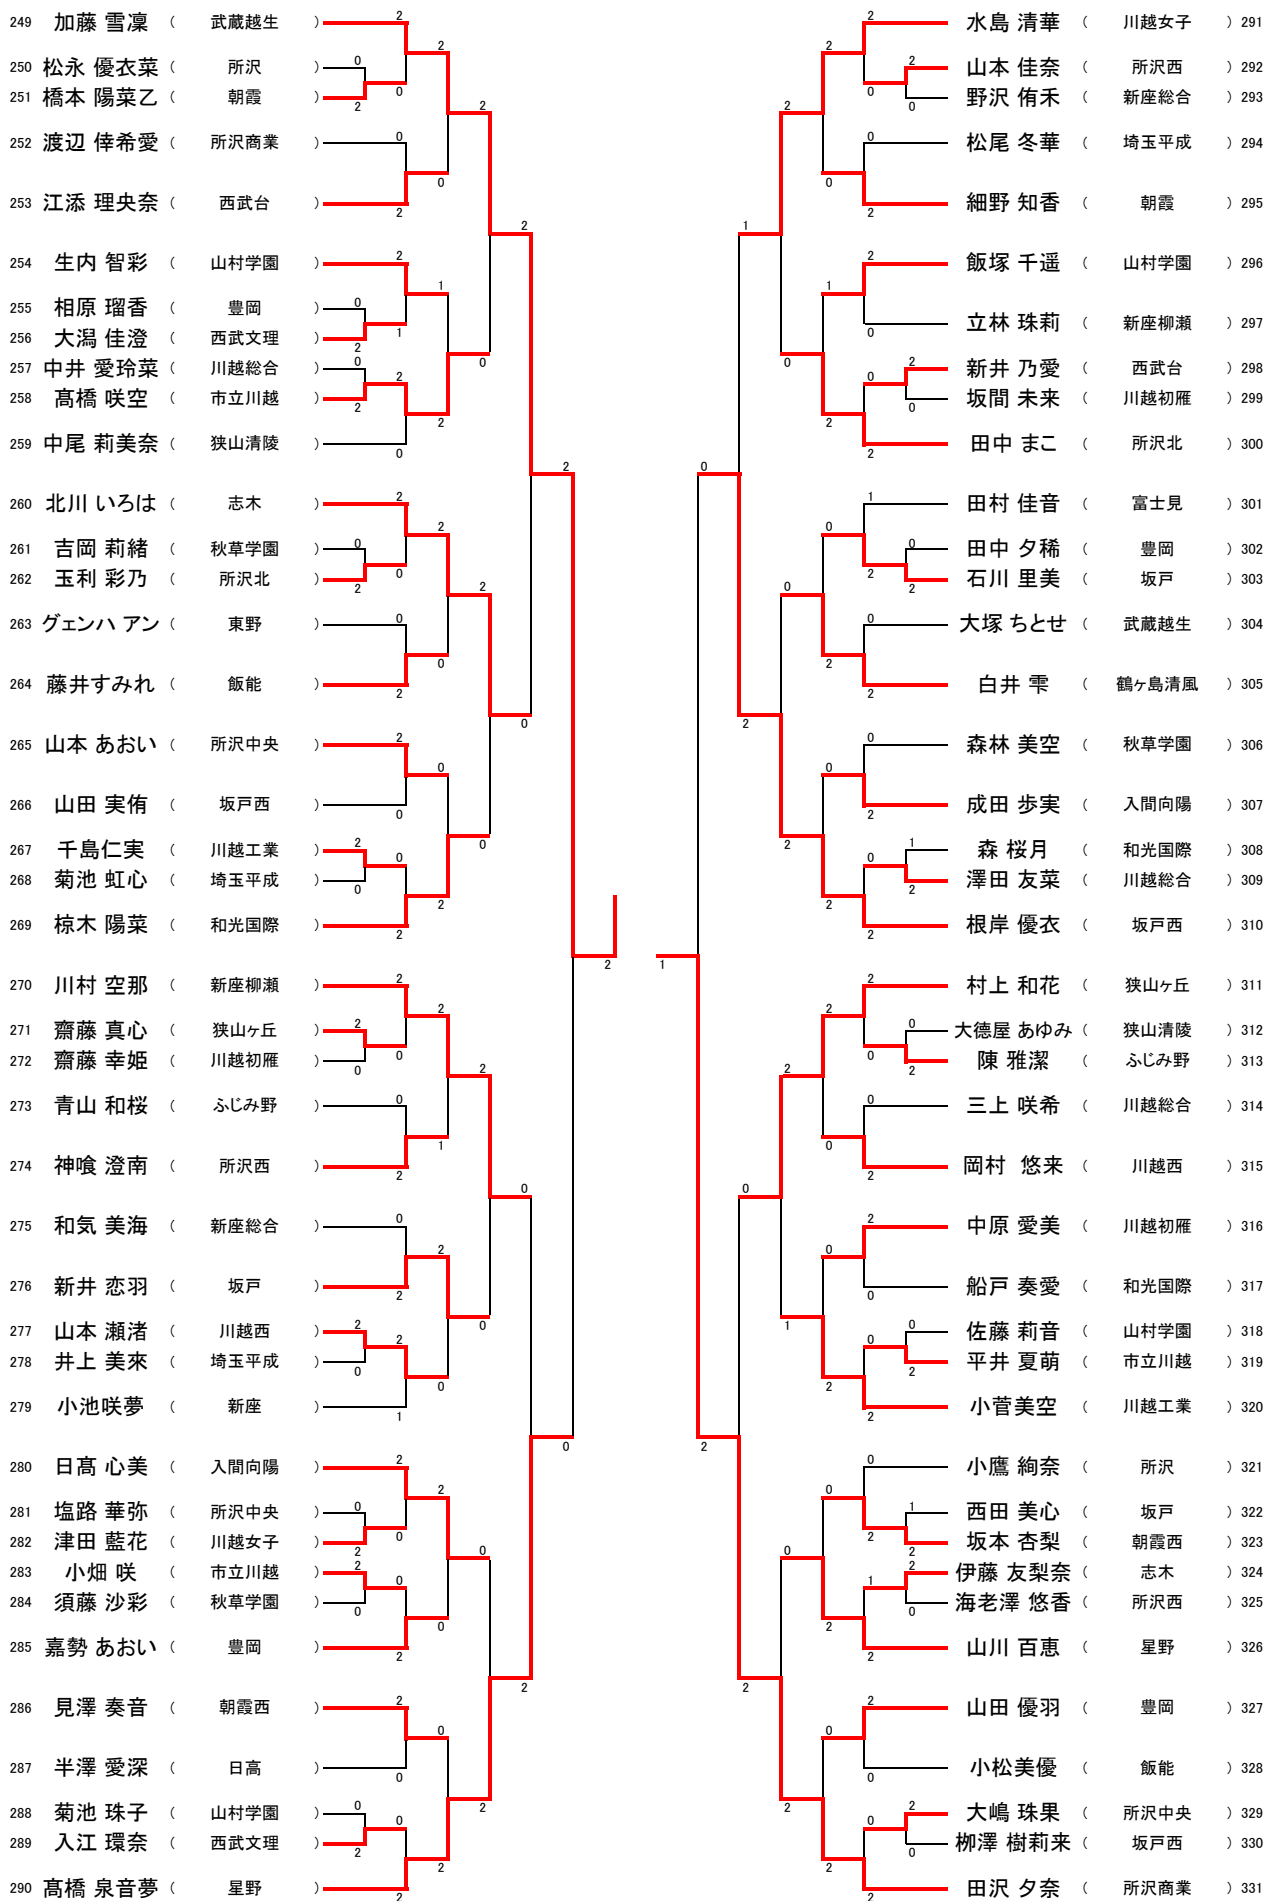 249 加藤 雪凜 ( 武蔵越生 )
250 松永 優衣菜 ( 所沢 )
251 橋本 陽菜乙 ( 朝霞 )
252 渡辺 倖希愛 ( 所沢商業 )
253 江添 理央奈 ( 西武台 )
254 生内 智彩 ( 山村学園 )
255 相原 瑠香 ( 豊岡 )
256 大潟 佳澄 ( 西武文理 )
257 中井 愛玲菜 ( 川越総合 )
258 髙橋 咲空 ( 市立川越 )
259 中尾 莉美奈 ( 狭山清陵 )
260 北川 いろは ( 志木 )
261 吉岡 莉緒 ( 秋草学園 )
262 玉利 彩乃 ( 所沢北 )
263 グェンハ アン ( 東野 )
264 藤井すみれ ( 飯能 )
265 山本 あおい ( 所沢中央 )
266 山田 実侑 ( 坂戸西 )
267 千島仁実 ( 川越工業 )
268 菊池 虹心 ( 埼玉平成 )
269 椋木 陽菜 ( 和光国際 )
270 川村 空那 ( 新座柳瀬 )
271 齋藤 真心 ( 狭山ヶ丘 )
272 齋藤 幸姫 ( 川越初雁 )
273 青山 和桜 ( ふじみ野 )
274 神喰 澄南 ( 所沢西 )
275 和気 美海 ( 新座総合 )
276 新井 恋羽 ( 坂戸 )
277 山本 瀬渚 ( 川越西 )
278 井上 美來 ( 埼玉平成 )
279 小池咲夢 ( 新座 )
280 日髙 心美 ( 入間向陽 )
281 塩路 華弥 ( 所沢中央 )
282 津田 藍花 ( 川越女子 )
283 小畑 咲 ( 市立川越 )
284 須藤 沙彩 ( 秋草学園 )
285 嘉勢 あおい ( 豊岡 )
286 見澤 奏音 ( 朝霞西 )
287 半澤 愛深 ( 日高 )
288 菊池 珠子 ( 山村学園 )
289 入江 環奈 ( 西武文理 )
290 髙橋 泉音夢 ( 星野 )
水島 清華 ( 川越女子 ) 291
山本 佳奈 ( 所沢西 ) 292
野沢 侑禾 ( 新座総合 ) 293
松尾 冬華 ( 埼玉平成 ) 294
細野 知香 ( 朝霞 ) 295
飯塚 千遥 ( 山村学園 ) 296
立林 珠莉 ( 新座柳瀬 ) 297
新井 乃愛 ( 西武台 ) 298
坂間 未来 ( 川越初雁 ) 299
田中 まこ ( 所沢北 ) 300
田村 佳音 ( 富士見 ) 301
田中 夕稀 ( 豊岡 ) 302
石川 里美 ( 坂戸 ) 303
大塚 ちとせ ( 武蔵越生 ) 304
白井 雫 ( 鶴ヶ島清風 ) 305
森林 美空 ( 秋草学園 ) 306
成田 歩実 ( 入間向陽 ) 307
森 桜月 ( 和光国際 ) 308
澤田 友菜 ( 川越総合 ) 309
根岸 優衣 ( 坂戸西 ) 310
村上 和花 ( 狭山ヶ丘 ) 311
大德屋 あゆみ ( 狭山清陵 ) 312
陳 雅潔 ( ふじみ野 ) 313
三上 咲希 ( 川越総合 ) 314
岡村 悠来 ( 川越西 ) 315
中原 愛美 ( 川越初雁 ) 316
船戸 奏愛 ( 和光国際 ) 317
佐藤 莉音 ( 山村学園 ) 318
平井 夏萌 ( 市立川越 ) 319
小菅美空 ( 川越工業 ) 320
小鷹 絢奈 ( 所沢 ) 321
西田 美心 ( 坂戸 ) 322
坂本 杏梨 ( 朝霞西 ) 323
伊藤 友梨奈 ( 志木 ) 324
海老澤 悠香 ( 所沢西 ) 325
山川 百恵 ( 星野 ) 326
山田 優羽 ( 豊岡 ) 327
小松美優 ( 飯能 ) 328
大嶋 珠果 ( 所沢中央 ) 329
栁澤 樹莉来 ( 坂戸西 ) 330
田沢 夕奈 ( 所沢商業 ) 331